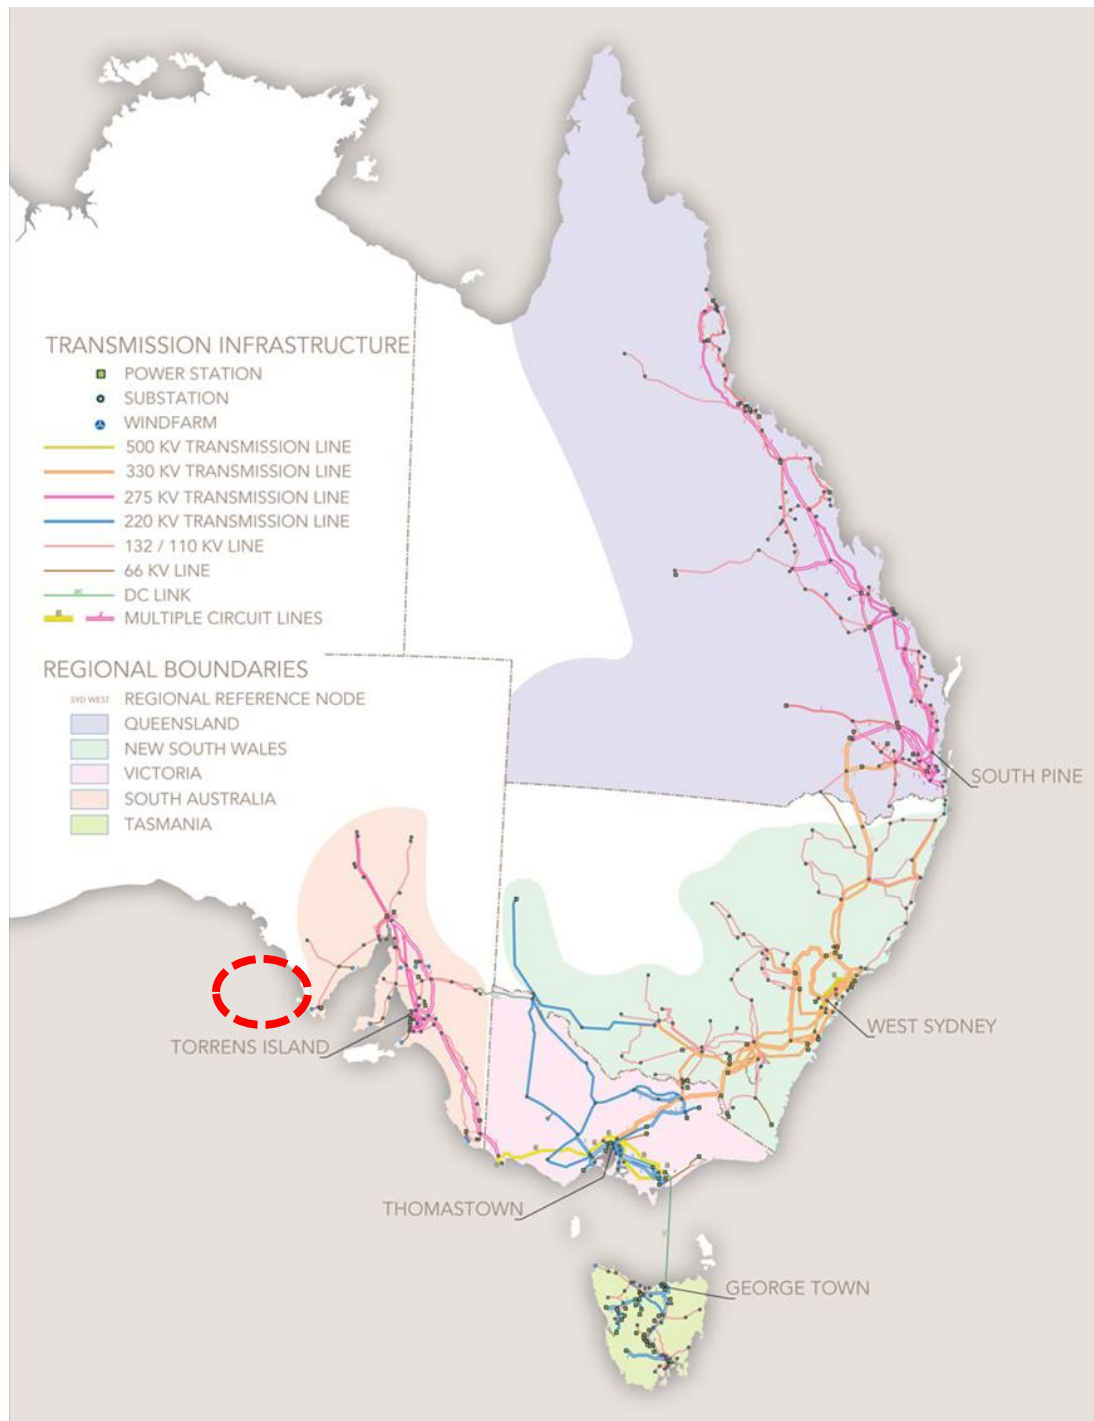 TRANSMISSION INFRASTRUCTURE
POWER STATION
SUBSTATION
WINDFARM
500 KV TRANSMISSION LINE
330 KV TRANSMISSION LINE
275 KV TRANSMISSION LINE
220 KV TRANSMISSION LINE
132 / 110 KV LINE
66 KV LINE
DC LINK
MULTIPLE CIRCUIT LINES
REGIONAL BOUNDARIES
SYD WEST REGIONAL REFERENCE NODE
QUEENSLAND
NEW SOUTH WALES
VICTORIA
SOUTH AUSTRALIA
TASMANIA
SOUTH PINE
WEST SYDNEY
TORRENS ISLAND
THOMASTOWN
GEORGE TOWN